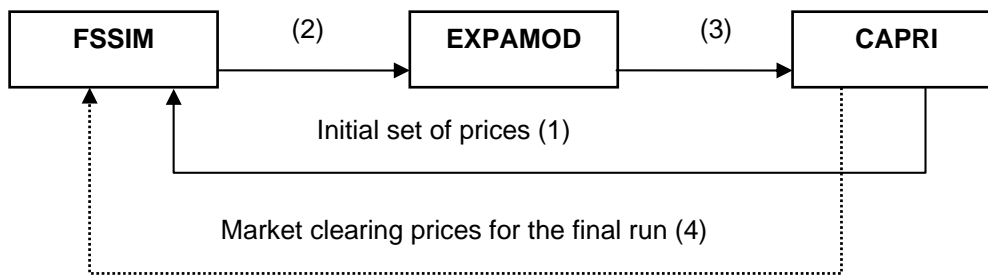 FSSIM (2) EXPAMOD (3) CAPRI
Initial set of prices (1)
Market clearing prices for the final run (4)